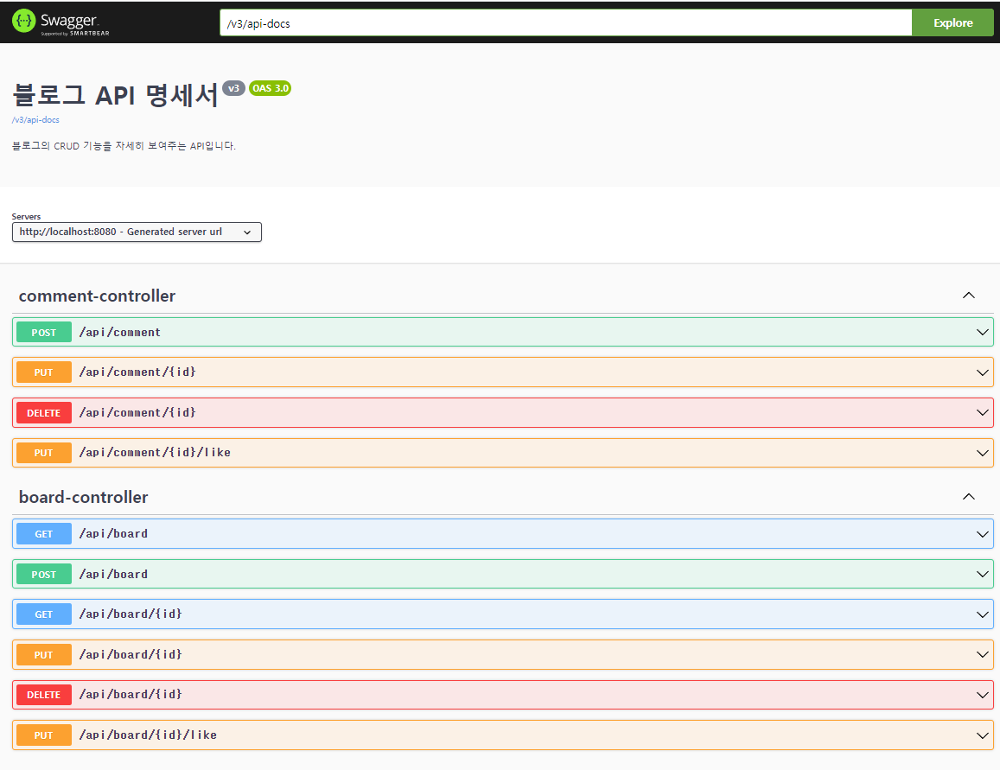 Swagger
Supported by SMARTBEAR
/v3/api-docs
Explore
블로그 API 명세서 v3 OAS 3.0
/v3/api-docs
블로그의 CRUD 기능을 자세히 보여주는 API입니다.
Servers
http://localhost:8080 - Generated server url
comment-controller
POST /api/comment
PUT /api/comment/{id}
DELETE /api/comment/{id}
PUT /api/comment/{id}/like
board-controller
GET /api/board
POST /api/board
GET /api/board/{id}
PUT /api/board/{id}
DELETE /api/board/{id}
PUT /api/board/{id}/like